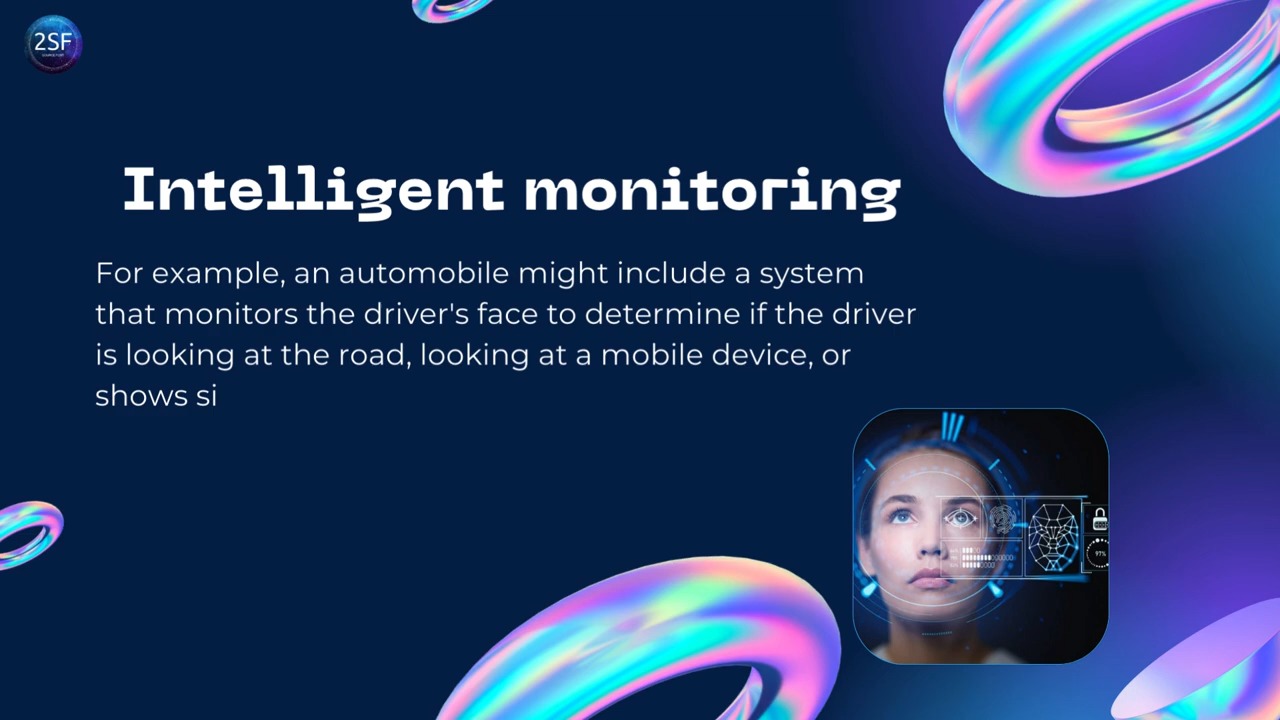 2SF
Intelligent monitoring
For example, an automobile might include a system
that monitors the driver's face to determine if the driver
is looking at the road, looking at a mobile device, or
shows si
97%